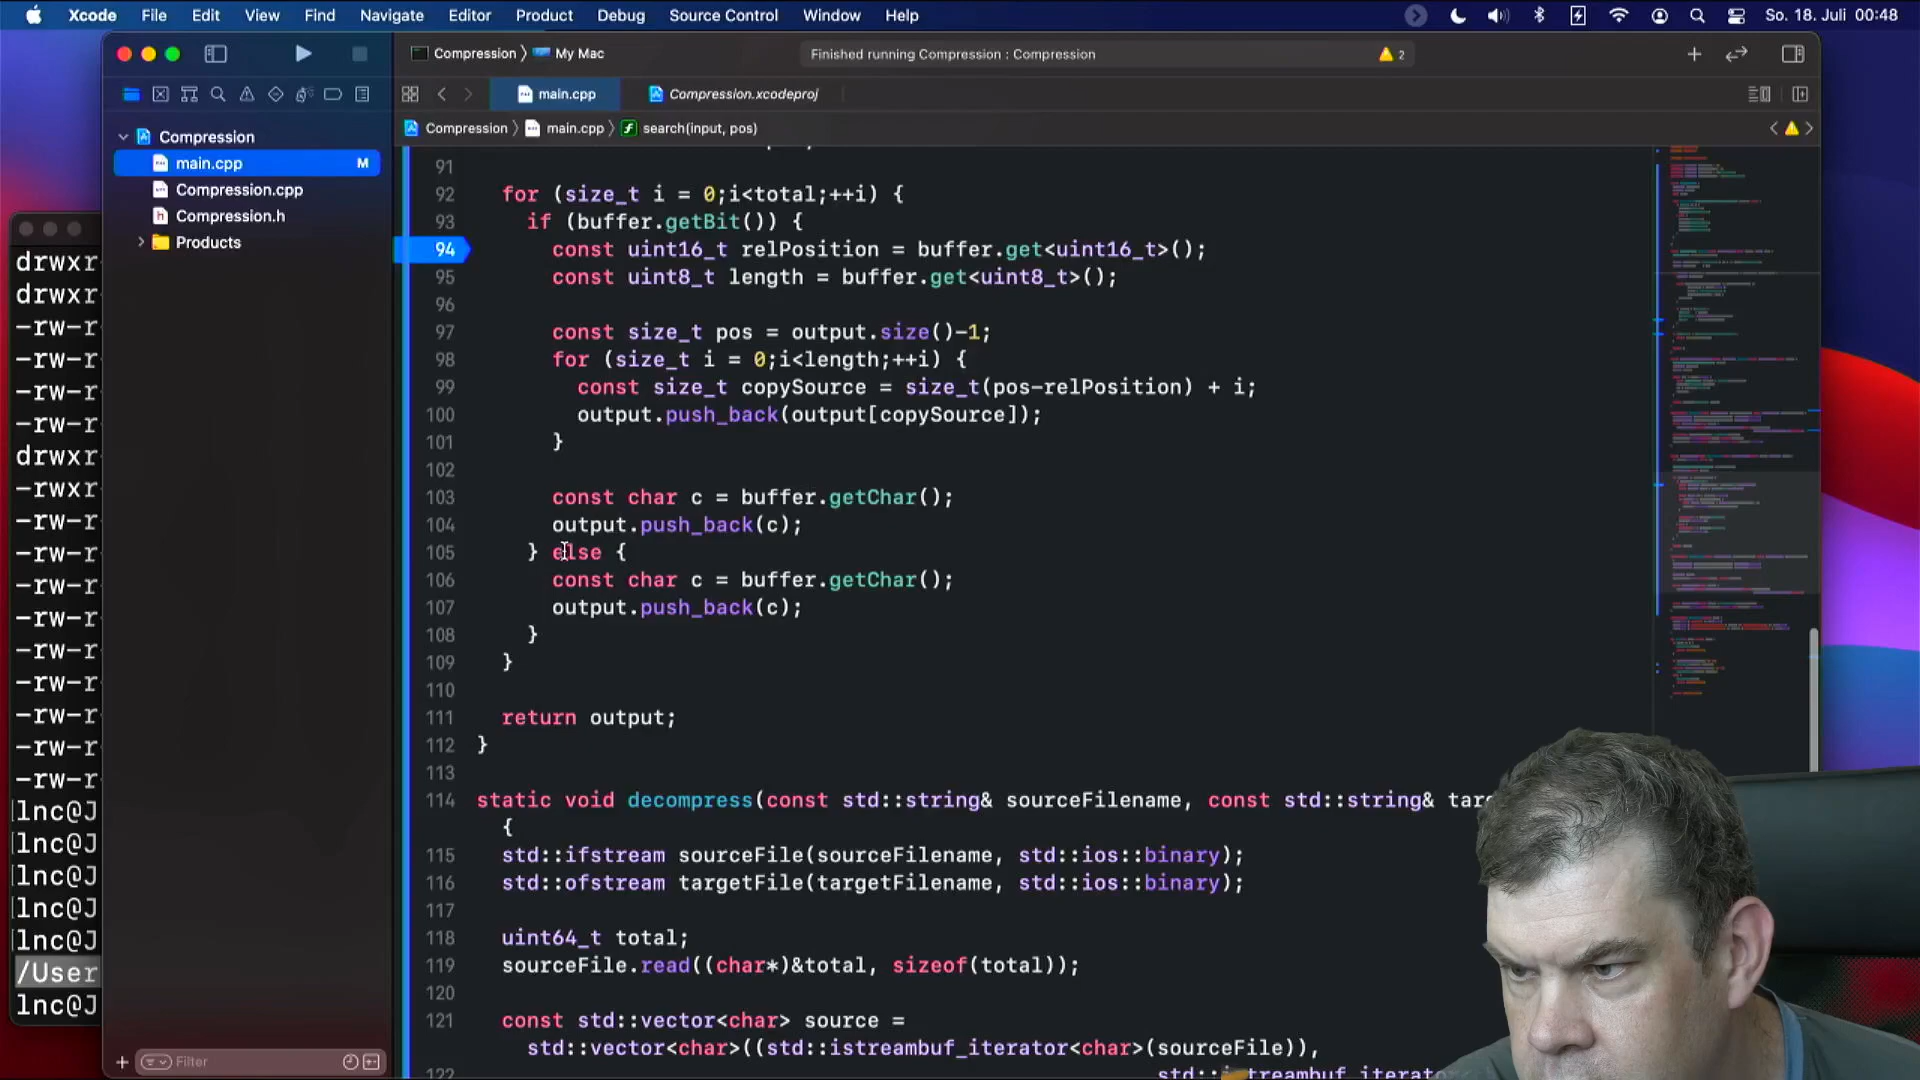 Xcode File Edit View Find Navigate Editor Product Debug Source Control Window Help So. 18. Juli 00:48
Compression 〉 My Mac
Finished running Compression : Compression
2
main.cpp
Compression.xcodeproj
Compression 〉 main.cpp 〉 f search(input, pos)
Compression
main.cpp M
Compression.cpp
h Compression.h
Products
Filter
drwxr
drwxr
-rw-r
-rw-r
-rw-r
-rw-r
drwxr
-rwxr
-rw-r
-rw-r
-rw-r
-rw-r
-rw-r
-rw-r
-rw-r
-rw-r
-rw-r
lnc@J
lnc@J
lnc@J
lnc@J
lnc@J
/User
lnc@J
91
92 for (size_t i = 0;i<total;++i) {
93 if (buffer.getBit()) {
94 const uint16_t relPosition = buffer.get<uint16_t>();
95 const uint8_t length = buffer.get<uint8_t>();
96
97 const size_t pos = output.size()-1;
98 for (size_t i = 0;i<length;++i) {
99 const size_t copySource = size_t(pos-relPosition) + i;
100 output.push_back(output[copySource]);
101 }
102
103 const char c = buffer.getChar();
104 output.push_back(c);
105 } else {
106 const char c = buffer.getChar();
107 output.push_back(c);
108 }
109 }
110
111 return output;
112 }
113
114 static void decompress(const std::string& sourceFilename, const std::string&
{
115 std::ifstream sourceFile(sourceFilename, std::ios::binary);
116 std::ofstream targetFile(targetFilename, std::ios::binary);
117
118 uint64_t total;
119 sourceFile.read((char*)&total, sizeof(total));
120
121 const std::vector<char> source =
std::vector<char>((std::istreambuf_iterator<char>(sourceFile)),
122